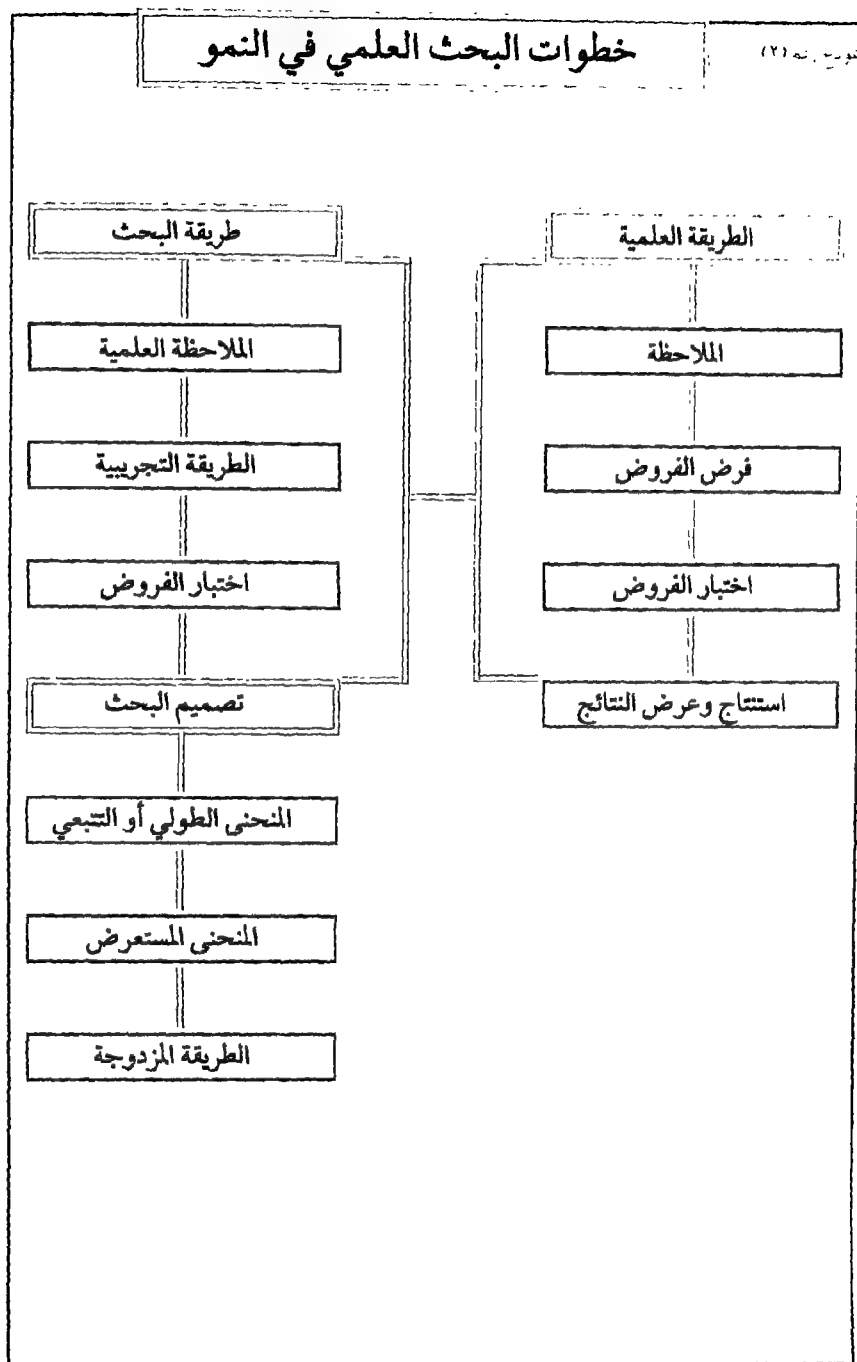 خطوات البحث العلمي في النمو
(٢)
الطريقة العلمية
الملاحظة
فرض الفروض
اختبار الفروض
استنتاج وعرض النتائج
طريقة البحث
الملاحظة العلمية
الطريقة التجريبية
اختبار الفروض
تصميم البحث
المنحنى الطولي أو التتبعي
المنحنى المستعرض
الطريقة المزدوجة